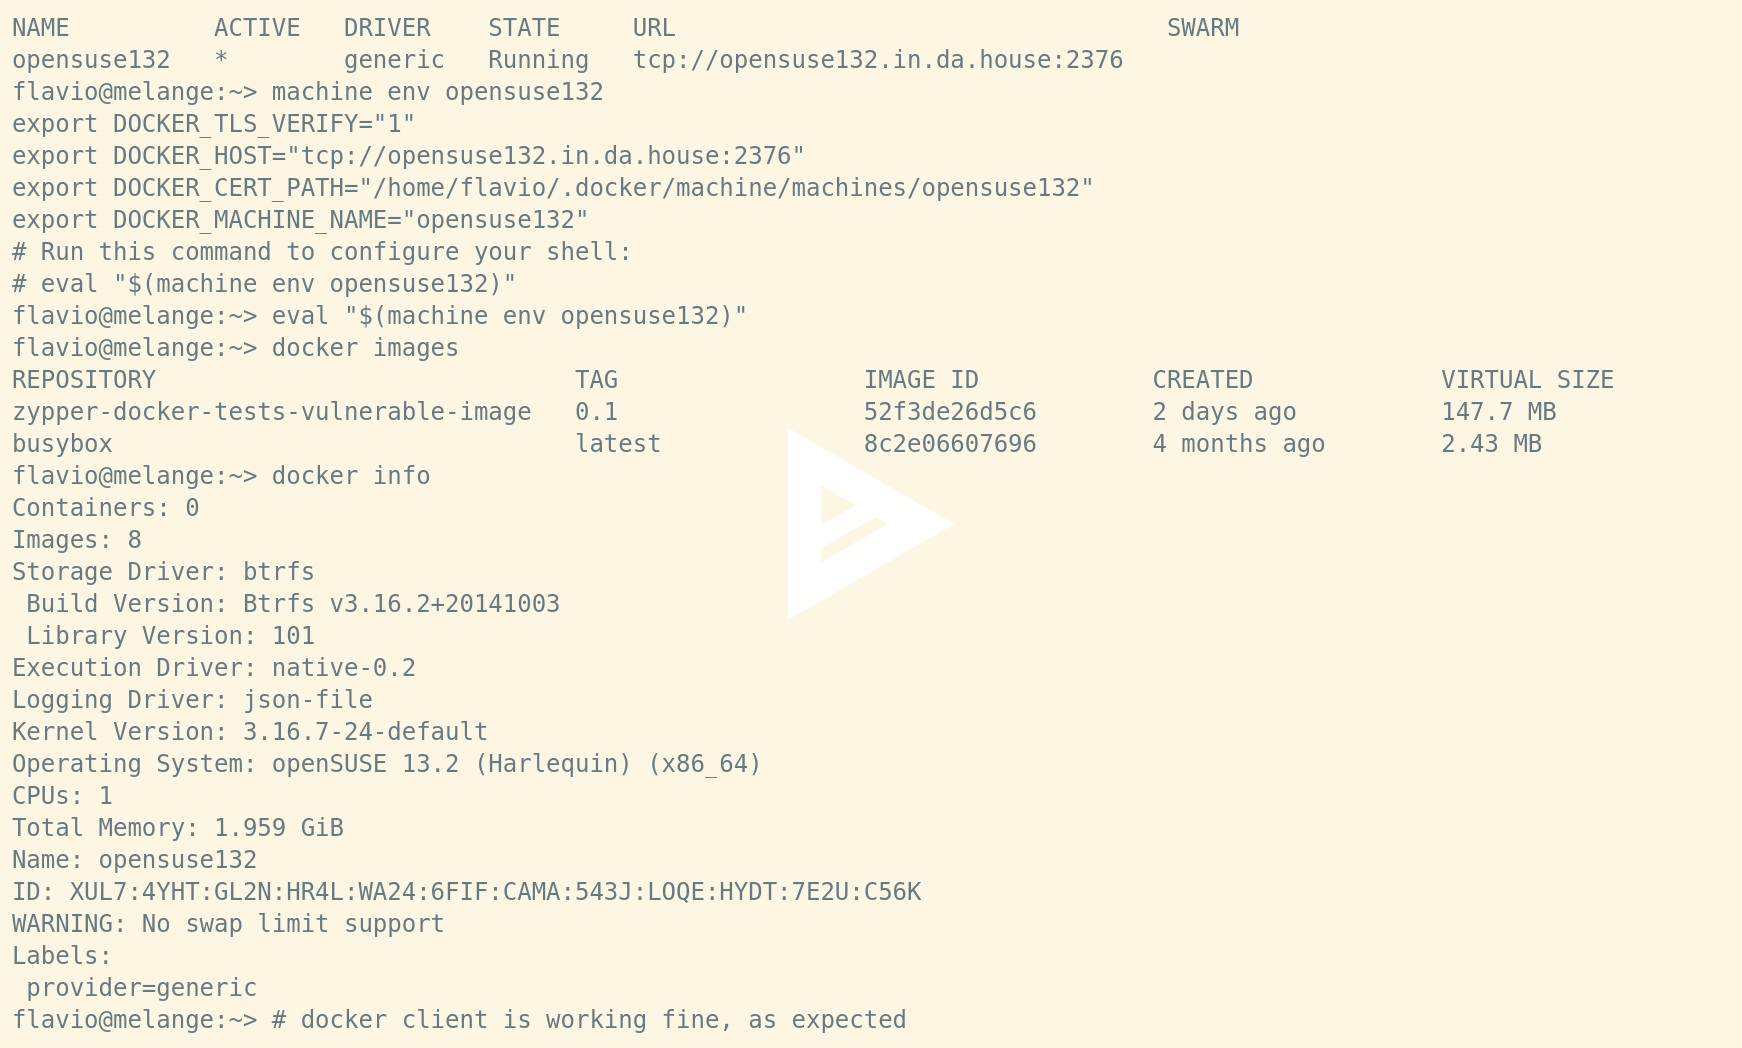 NAME          ACTIVE   DRIVER    STATE     URL                                  SWARM
opensuse132   *        generic   Running   tcp://opensuse132.in.da.house:2376
flavio@melange:~> machine env opensuse132
export DOCKER_TLS_VERIFY="1"
export DOCKER_HOST="tcp://opensuse132.in.da.house:2376"
export DOCKER_CERT_PATH="/home/flavio/.docker/machine/machines/opensuse132"
export DOCKER_MACHINE_NAME="opensuse132"
# Run this command to configure your shell:
# eval "$(machine env opensuse132)"
flavio@melange:~> eval "$(machine env opensuse132)"
flavio@melange:~> docker images
REPOSITORY                             TAG                 IMAGE ID            CREATED             VIRTUAL SIZE
zypper-docker-tests-vulnerable-image   0.1                 52f3de26d5c6        2 days ago          147.7 MB
busybox                                latest              8c2e06607696        4 months ago        2.43 MB
flavio@melange:~> docker info
Containers: 0
Images: 8
Storage Driver: btrfs
 Build Version: Btrfs v3.16.2+20141003
 Library Version: 101
Execution Driver: native-0.2
Logging Driver: json-file
Kernel Version: 3.16.7-24-default
Operating System: openSUSE 13.2 (Harlequin) (x86_64)
CPUs: 1
Total Memory: 1.959 GiB
Name: opensuse132
ID: XUL7:4YHT:GL2N:HR4L:WA24:6FIF:CAMA:543J:LOQE:HYDT:7E2U:C56K
WARNING: No swap limit support
Labels:
 provider=generic
flavio@melange:~> # docker client is working fine, as expected